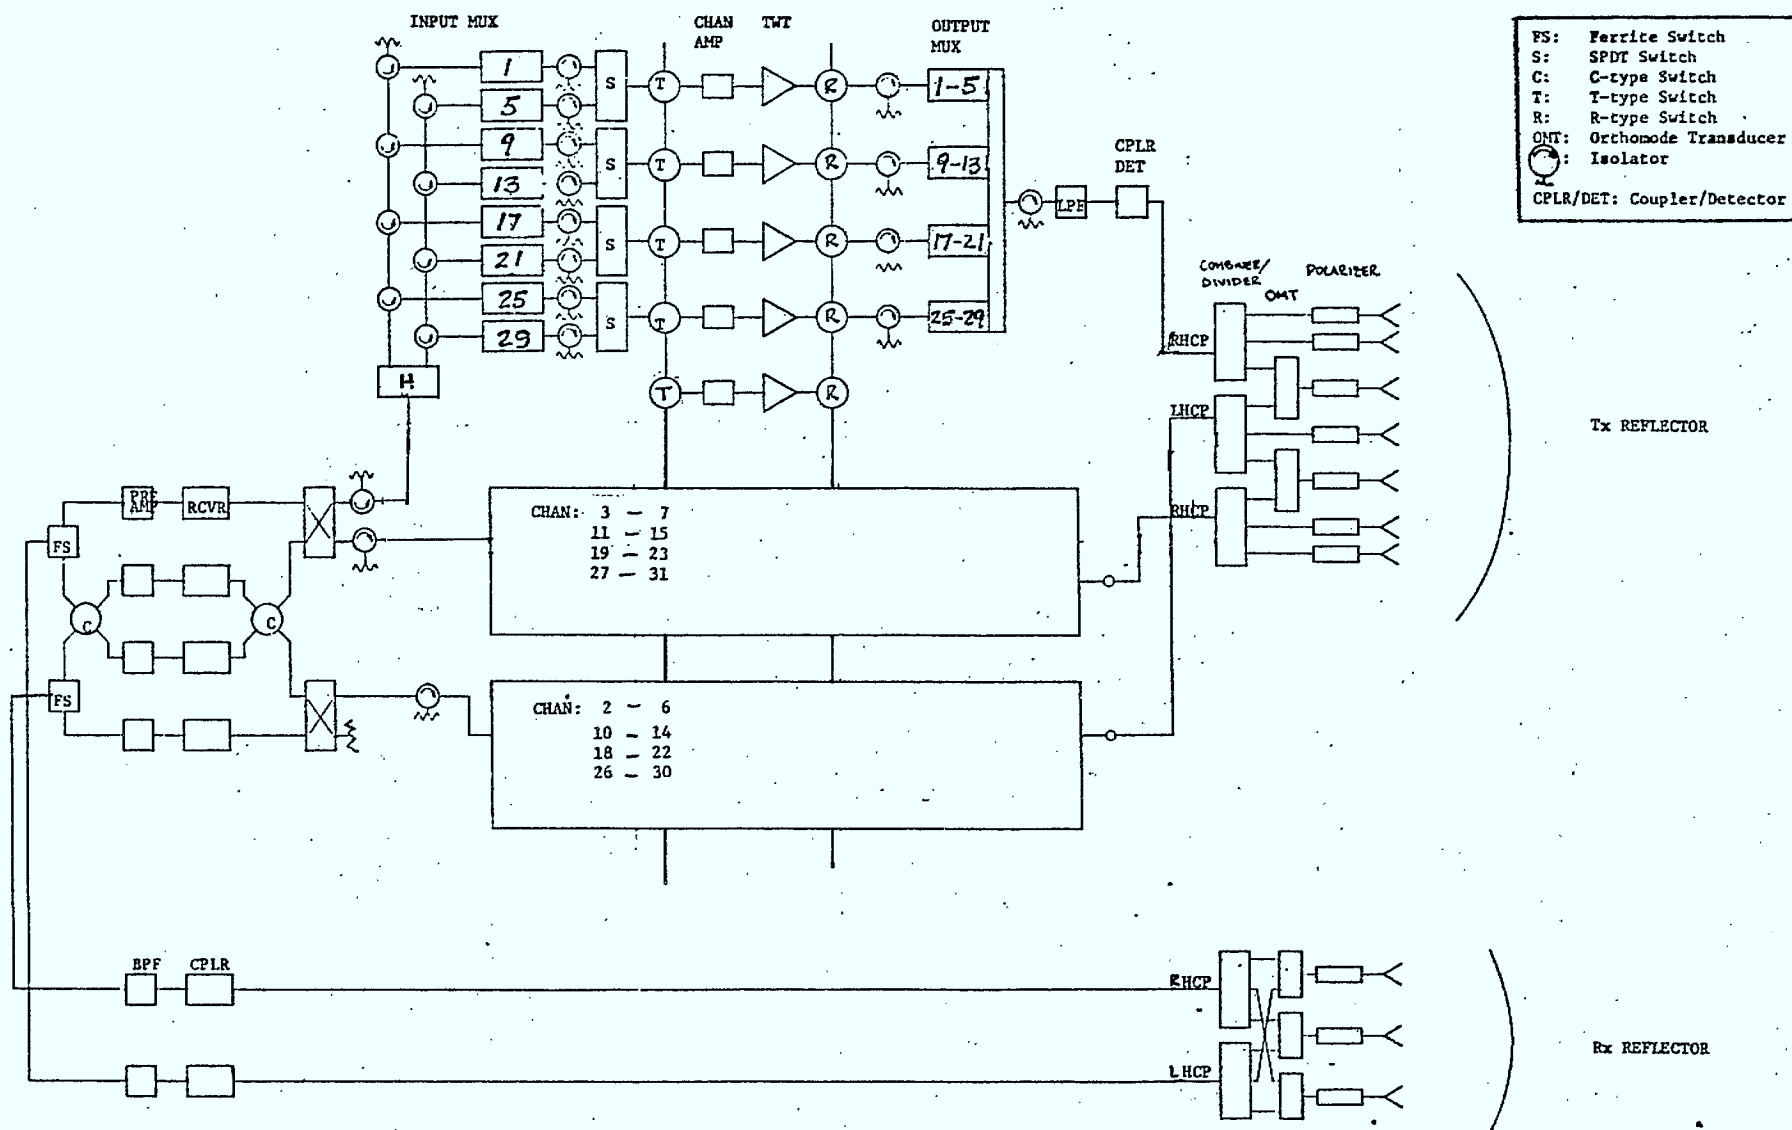 INPUT MUX
CHAN
AMP
TWT
OUTPUT
MUX
FS: Ferrite Switch
S: SPDT Switch
C: C-type Switch
T: T-type Switch
R: R-type Switch
OMT: Orthomode Transducer
: Isolator
CPLR/DET: Coupler/Detector
1
5
S
T
R
1-5
9
13
S
T
R
9-13
CPLR
DET
LPF
17
21
S
T
R
17-21
25
29
S
T
R
25-29
H
T
R
COMBINER/
DIVIDER
OMT
POLARIZER
RHCP
LHCP
RHCP
Tx REFLECTOR
PRE
AMP
RCVR
FS
C
C
FS
CHAN: 3 - 7
11 - 15
19 - 23
27 - 31
CHAN: 2 - 6
10 - 14
18 - 22
26 - 30
BPF
CPLR
RHCP
LHCP
Rx REFLECTOR